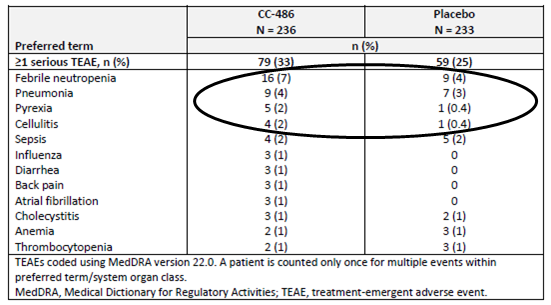 CC-486 Placebo
N = 236 N = 233
Preferred term n (%)
≥1 serious TEAE, n (%) 79 (33) 59 (25)
Febrile neutropenia 16 (7) 9 (4)
Pneumonia 9 (4) 7 (3)
Pyrexia 5 (2) 1 (0.4)
Cellulitis 4 (2) 1 (0.4)
Sepsis 4 (2) 5 (2)
Influenza 3 (1) 0
Diarrhea 3 (1) 0
Back pain 3 (1) 0
Atrial fibrillation 3 (1) 0
Cholecystitis 3 (1) 2 (1)
Anemia 2 (1) 3 (1)
Thrombocytopenia 2 (1) 3 (1)
TEAEs coded using MedDRA version 22.0. A patient is counted only once for multiple events within
preferred term/system organ class.
MedDRA, Medical Dictionary for Regulatory Activities; TEAE, treatment-emergent adverse event.